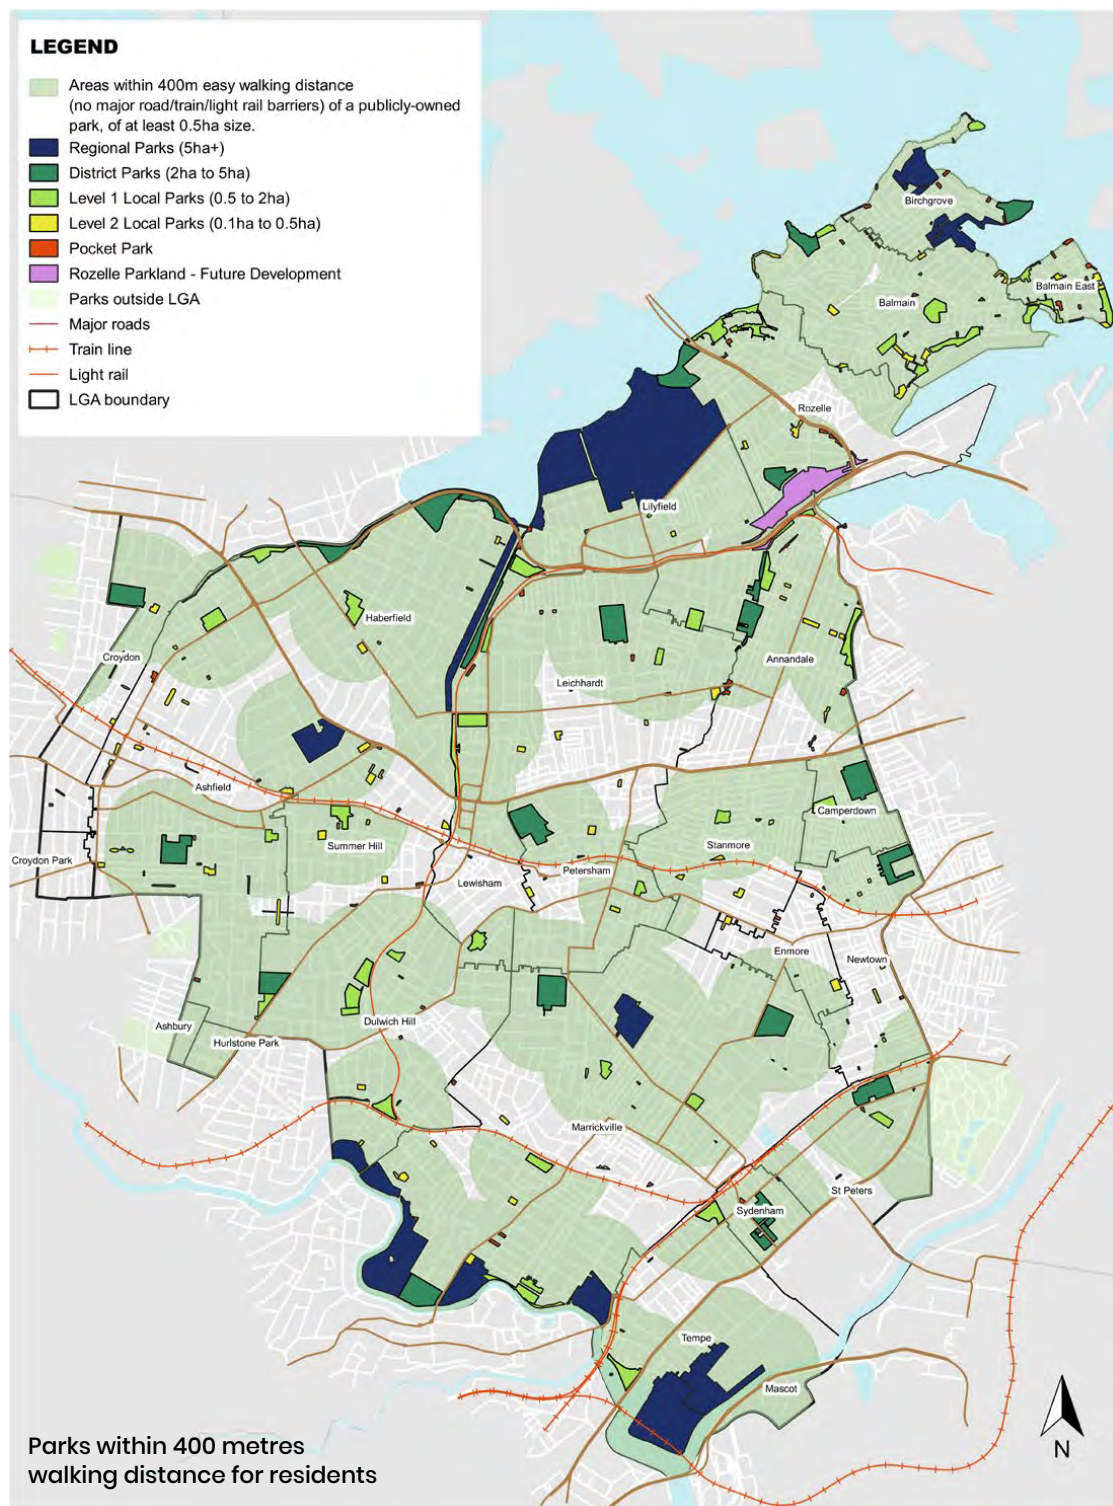 LEGEND
Areas within 400m easy walking distance
(no major road/train/light rail barriers) of a publicly-owned
park, of at least 0.5ha size.
Regional Parks (5ha+)
District Parks (2ha to 5ha)
Level 1 Local Parks (0.5 to 2ha)
Level 2 Local Parks (0.1ha to 0.5ha)
Pocket Park
Rozelle Parkland - Future Development
Parks outside LGA
Major roads
Train line
Light rail
LGA boundary
Birchgrove
Balmain East
Balmain
Rozelle
Lilyfield
Haberfield
Croydon
Annandale
Leichhardt
Ashfield
Camperdown
Summer Hill
Stanmore
Croydon Park
Petersham
Lewisham
Enmore
Newtown
Dulwich Hill
Ashbury
Hurlstone Park
Marrickville
St Peters
Sydenham
Tempe
Mascot
Parks within 400 metres
walking distance for residents
N